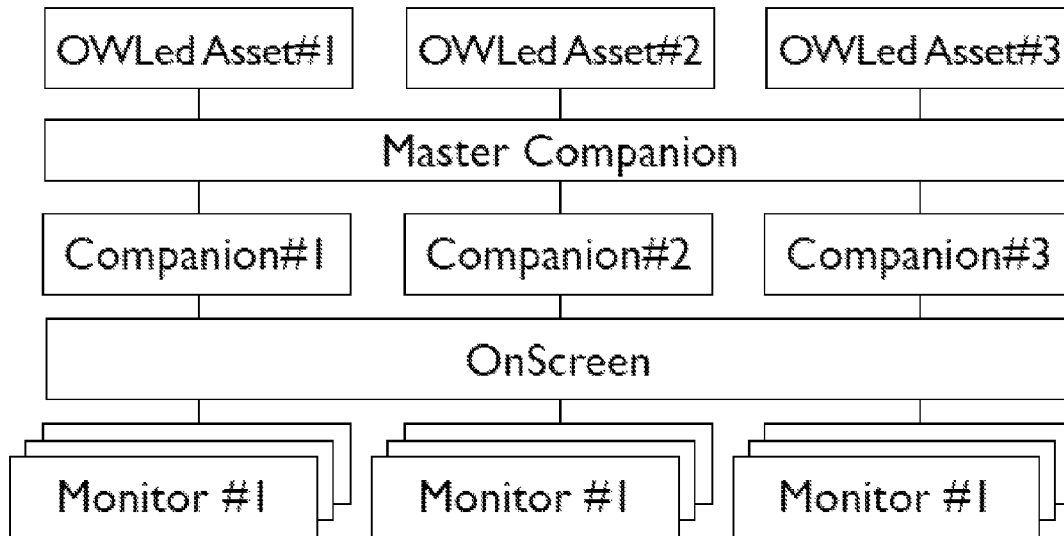 OWLed Asset#1
OWLed Asset#2
OWLed Asset#3
Master Companion
Companion#1
Companion#2
Companion#3
OnScreen
Monitor #1
Monitor #1
Monitor #1